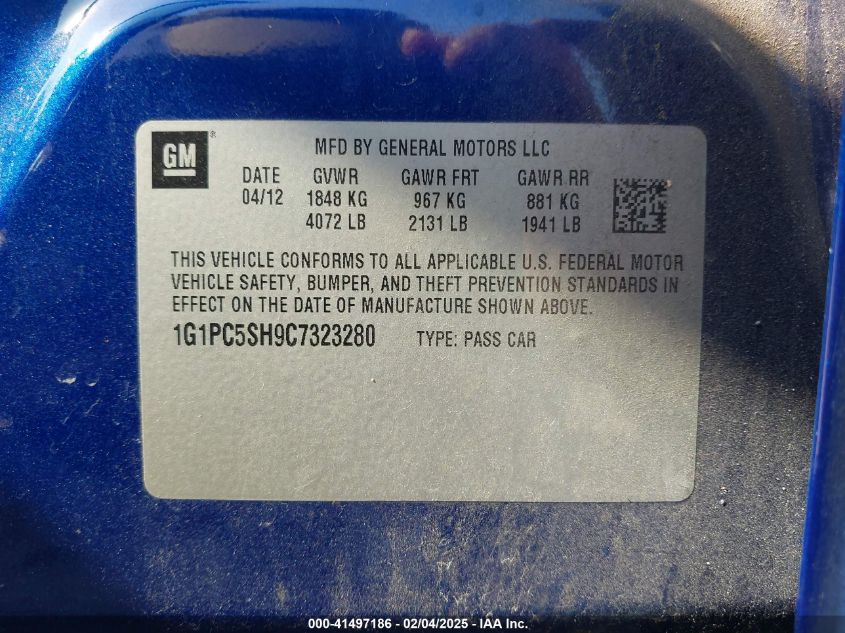 GM ®
MFD BY GENERAL MOTORS LLC
DATE GVWR GAWR FRT GAWR RR
04/12 1848 KG 967 KG 881 KG
4072 LB 2131 LB 1941 LB
THIS VEHICLE CONFORMS TO ALL APPLICABLE U.S. FEDERAL MOTOR
VEHICLE SAFETY, BUMPER, AND THEFT PREVENTION STANDARDS IN
EFFECT ON THE DATE OF MANUFACTURE SHOWN ABOVE.
1G1PC5SH9C7323280 TYPE: PASS CAR
000-41497186 - 02/04/2025 - IAA Inc.